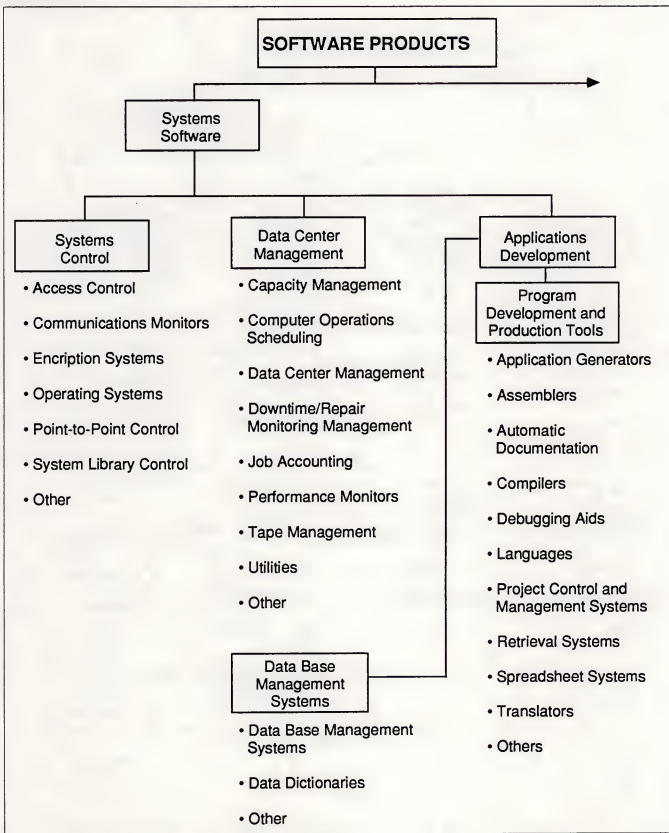 SOFTWARE PRODUCTS
Systems
Software
Systems
Control
• Access Control
• Communications Monitors
• Encription Systems
• Operating Systems
• Point-to-Point Control
• System Library Control
• Other
Data Center
Management
• Capacity Management
• Computer Operations
Scheduling
• Data Center Management
• Downtime/Repair
Monitoring Management
• Job Accounting
• Performance Monitors
• Tape Management
• Utilities
• Other
Data Base
Management
Systems
• Data Base Management
Systems
• Data Dictionaries
• Other
Applications
Development
Program
Development and
Production Tools
• Application Generators
• Assemblers
• Automatic
Documentation
• Compilers
• Debugging Aids
• Languages
• Project Control and
Management Systems
• Retrieval Systems
• Spreadsheet Systems
• Translators
• Others